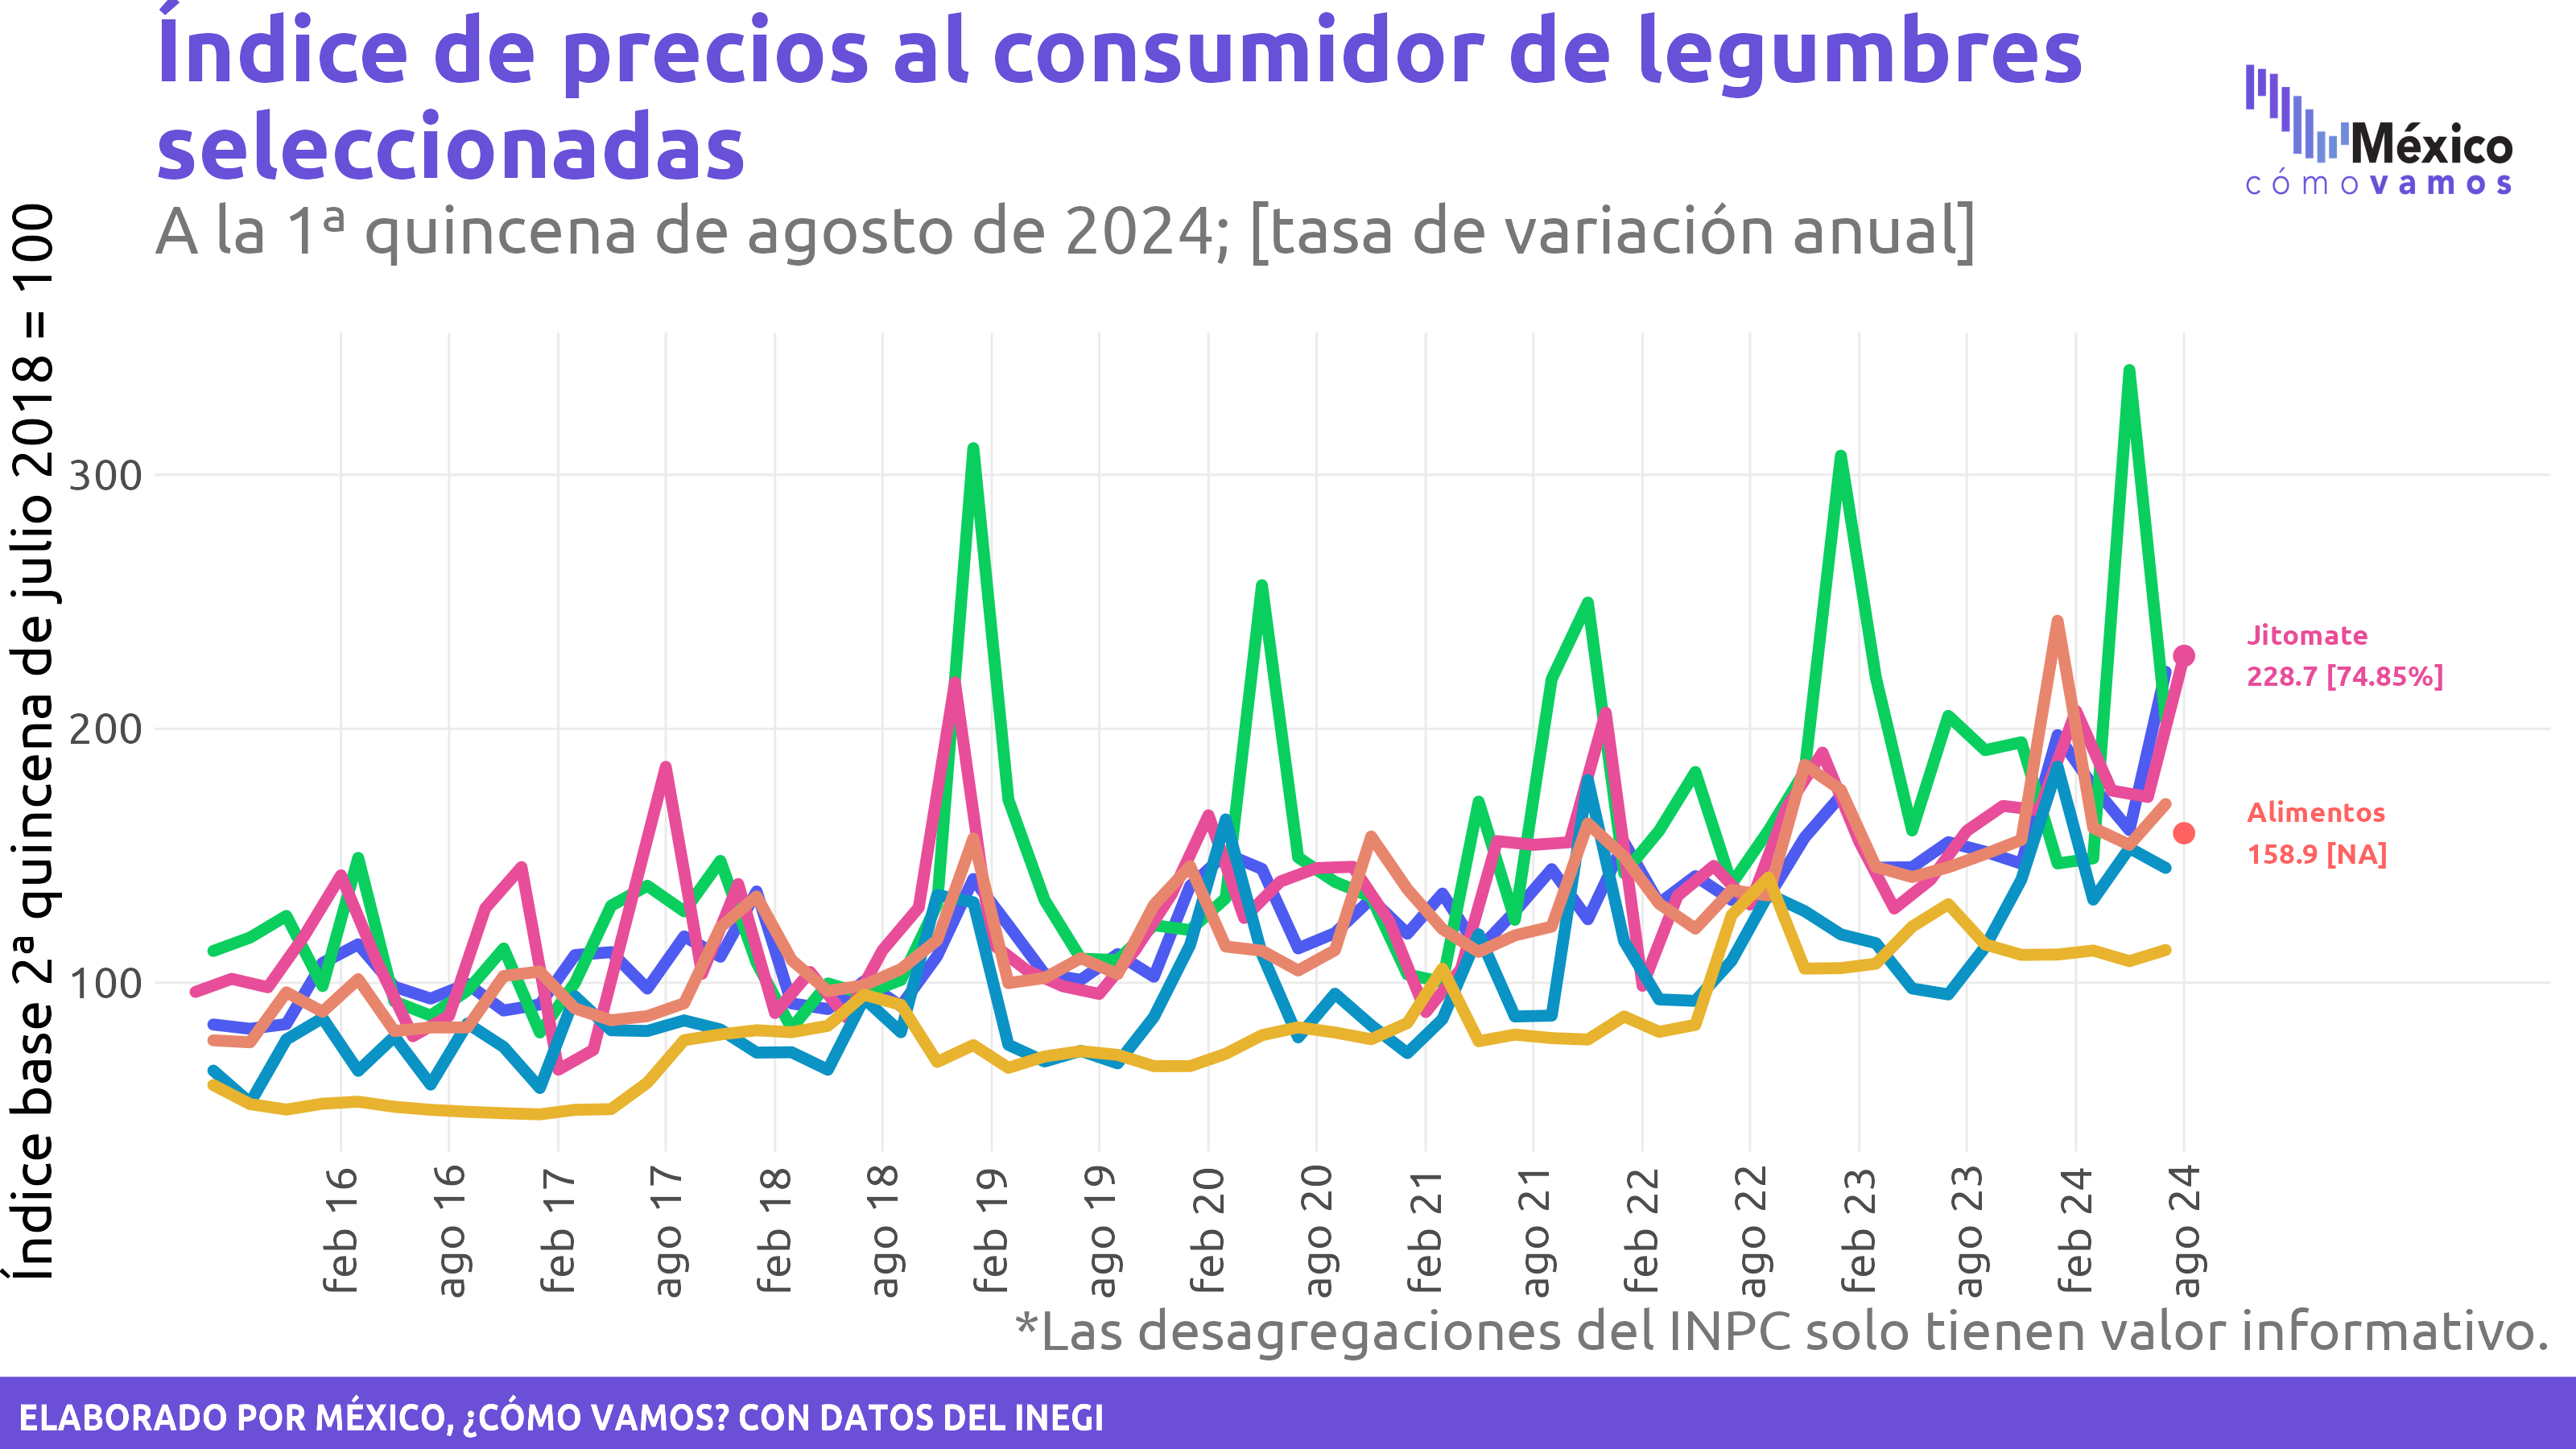 Índice de precios al consumidor de legumbres
seleccionadas
México
cómovamos
A la 1ª quincena de agosto de 2024; [tasa de variación anual]
Índice base 2ª quincena de julio 2018 = 100
300
200
100
Jitomate
228.7 [74.85%]
Alimentos
158.9 [NA]
feb 16
ago 16
feb 17
ago 17
feb 18
ago 18
feb 19
ago 19
feb 20
ago 20
feb 21
ago 21
feb 22
ago 22
feb 23
ago 23
feb 24
ago 24
*Las desagregaciones del INPC solo tienen valor informativo.
ELABORADO POR MÉXICO, ¿CÓMO VAMOS? CON DATOS DEL INEGI